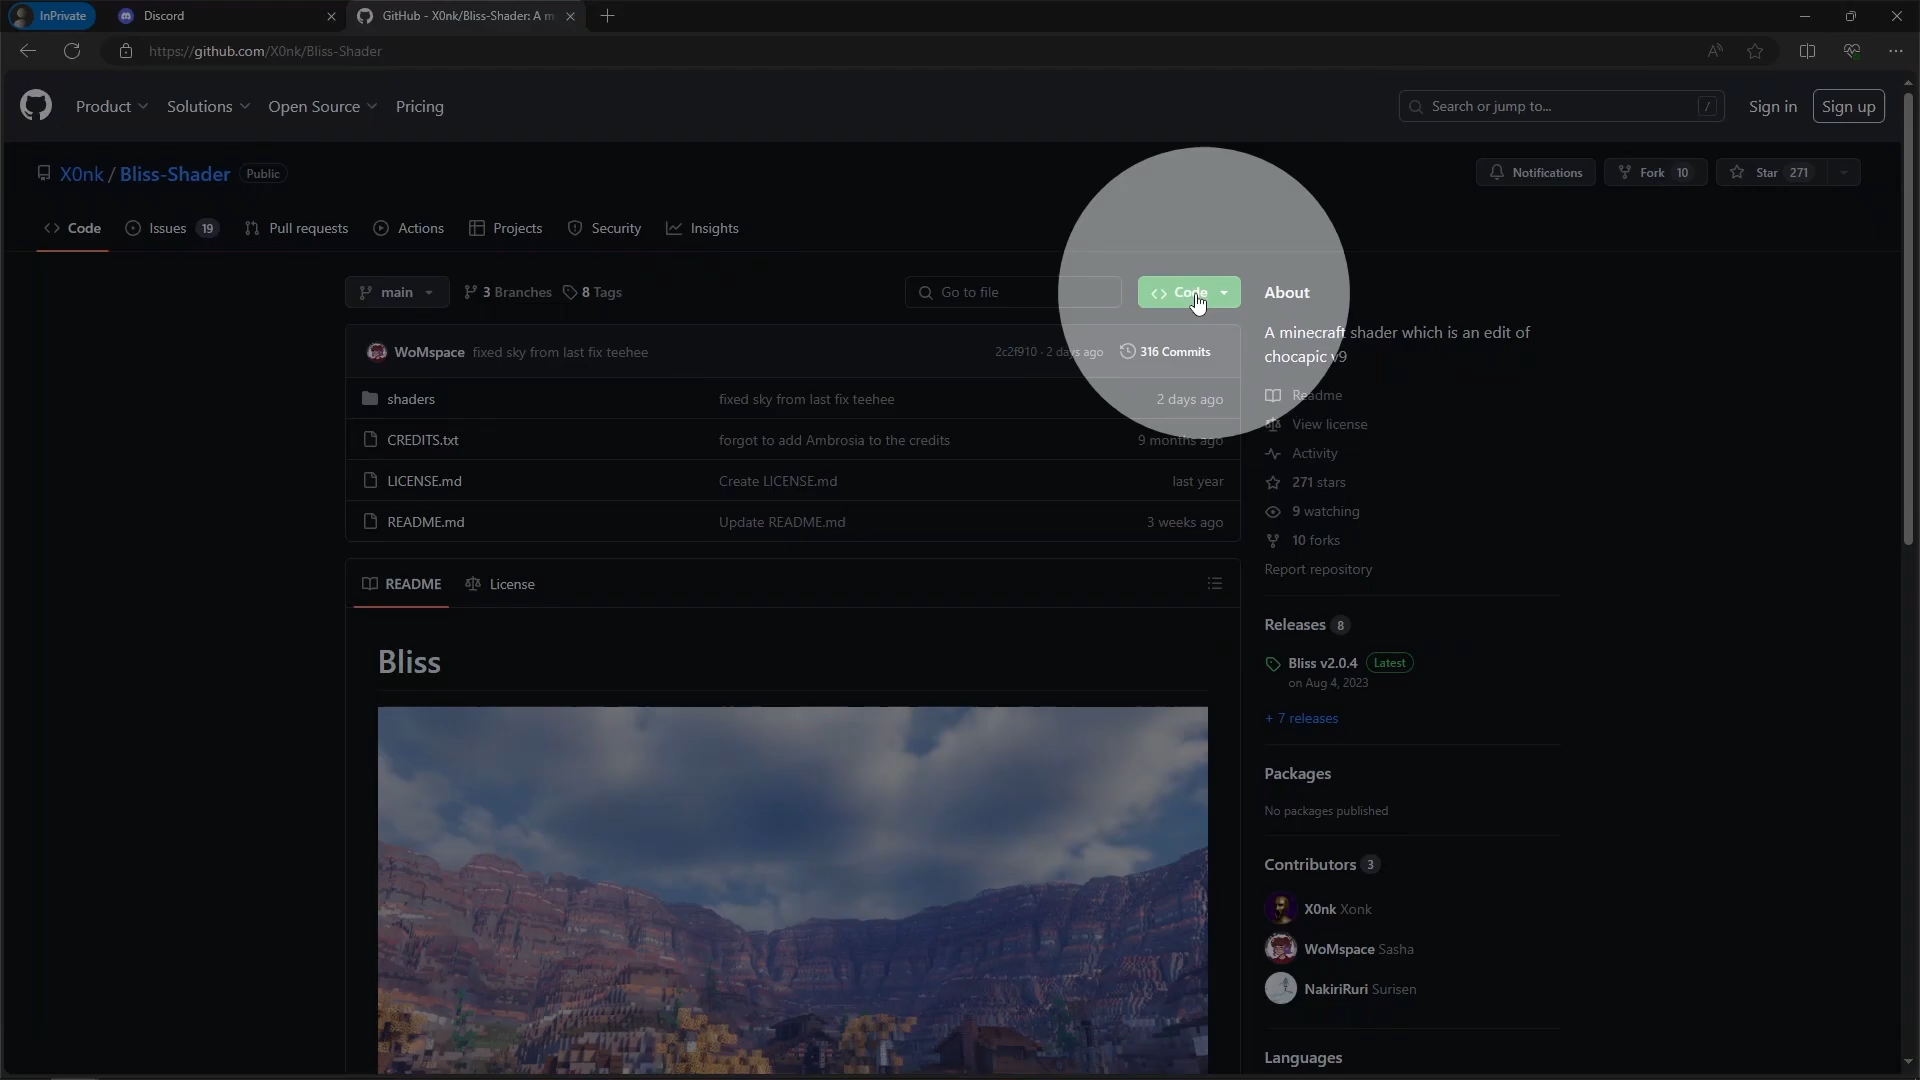 InPrivate
Discord
GitHub - X0nk/Bliss-Shader: A m
https://github.com/X0nk/Bliss-Shader
Product
Solutions
Open Source
Pricing
Search or jump to...
/
Sign in
Sign up
X0nk / Bliss-Shader
Public
Notifications
Fork 10
Star 271
Code
Issues 19
Pull requests
Actions
Projects
Security
Insights
main
3 Branches
8 Tags
Go to file
Code
WoMspace fixed sky from last fix teehee
2c2f910 · 2 days ago
316 Commits
shaders
fixed sky from last fix teehee
2 days ago
CREDITS.txt
forgot to add Ambrosia to the credits
9 months ago
LICENSE.md
Create LICENSE.md
last year
README.md
Update README.md
3 weeks ago
README
License
Bliss
About
A minecraft shader which is an edit of
chocapic v9
Readme
View license
Activity
271 stars
9 watching
10 forks
Report repository
Releases 8
Bliss v2.0.4 Latest
on Aug 4, 2023
+ 7 releases
Packages
No packages published
Contributors 3
X0nk Xonk
WoMspace Sasha
NakiriRuri Surisen
Languages